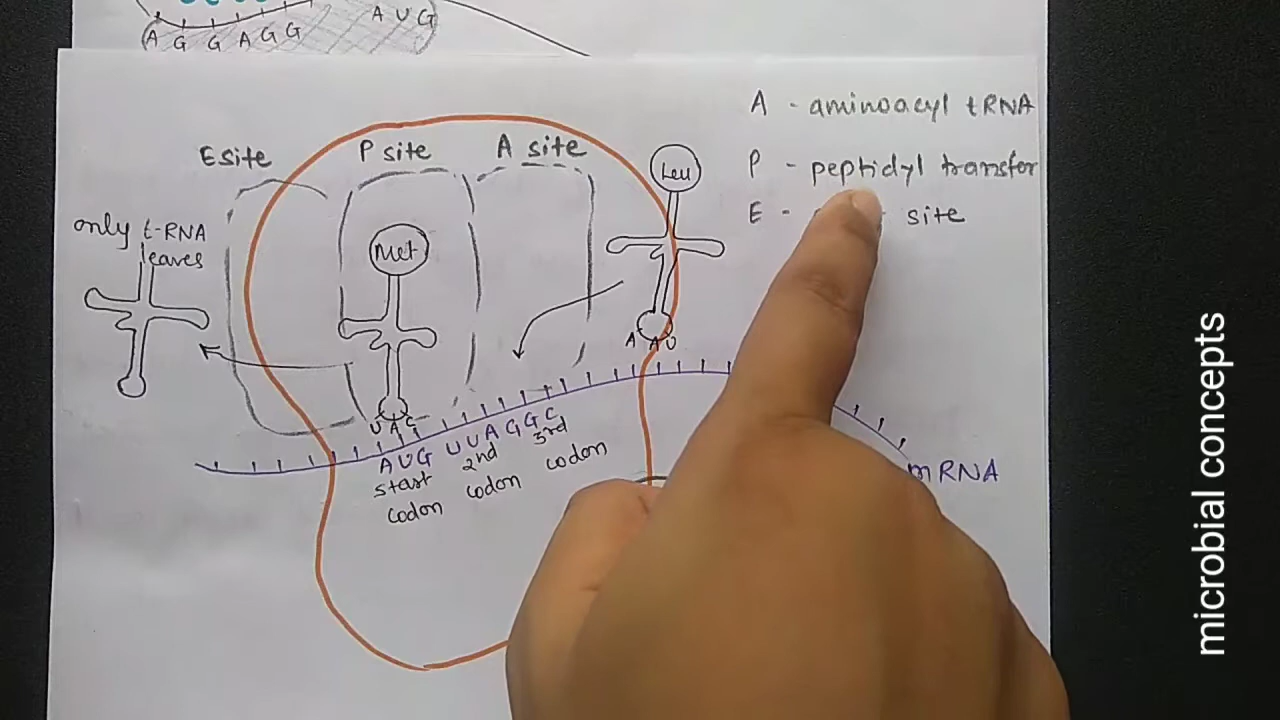 A G G A G G
A U G
A - aminoacyl tRNA
P - peptidyl transfer
E - site
E site
P site
A site
Leu
only t-RNA
leaves
Met
A A U
U A C
A U G U U A G G C
start 2nd 3rd
codon codon codon
mRNA
microbial concepts